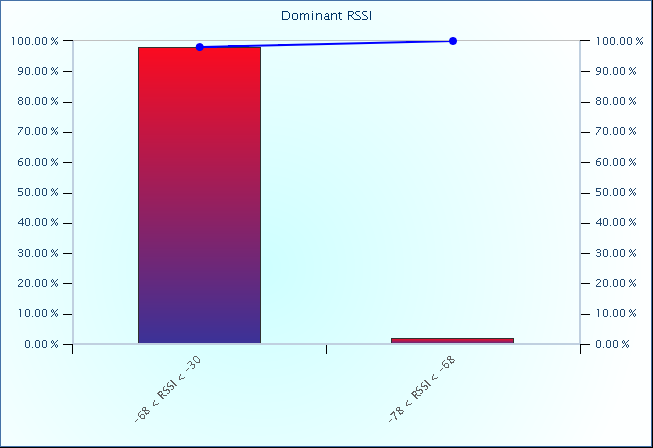 Dominant RSSI
100.00 % 100.00 %
90.00 % 90.00 %
80.00 % 80.00 %
70.00 % 70.00 %
60.00 % 60.00 %
50.00 % 50.00 %
40.00 % 40.00 %
30.00 % 30.00 %
20.00 % 20.00 %
10.00 % 10.00 %
0.00 % 0.00 %
-68 < RSSI < -30
-78 < RSSI < -68